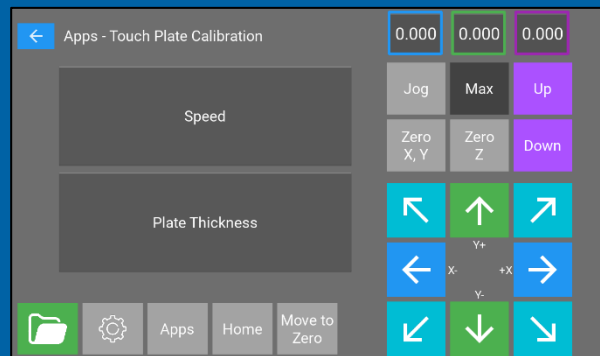 Apps - Touch Plate Calibration
0.000 0.000 0.000
Speed
Plate Thickness
Jog Max Up
Zero
X, Y
Zero
Z
Down
Y+
X- +X
Y-
Apps Home
Move to
Zero